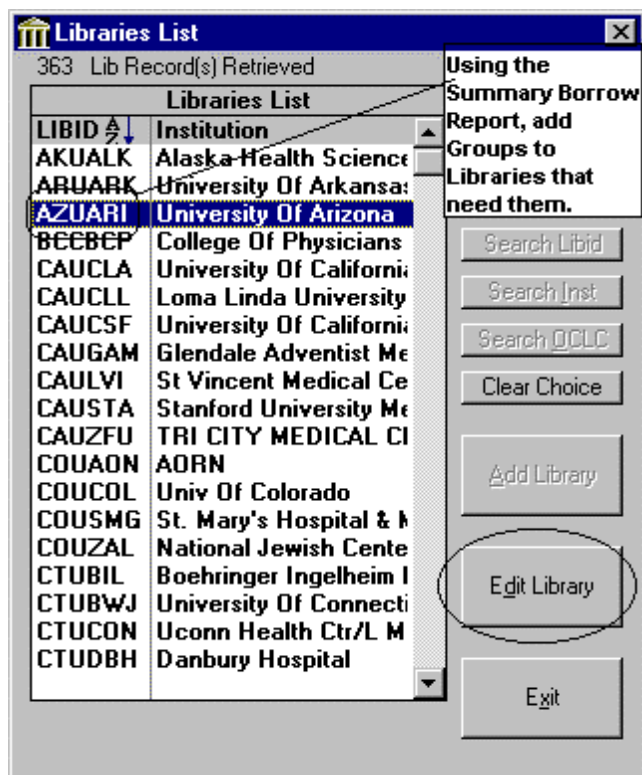 Libraries List
363 Lib Record(s) Retrieved
Using the
Summary Borrow
Report, add
Groups to
Libraries that
need them.
Libraries List
LIBID Institution
AKUALK Alaska Health Science
ARUARK University Of Arkansas
AZUARI University Of Arizona
BCCBCP College Of Physicians
CAUCLA University Of California
CAUCLL Loma Linda University
CAUCSF University Of California
CAUGAM Glendale Adventist Me
CAULVI St Vincent Medical Ce
CAUSTA Stanford University Me
CAUZFU TRI CITY MEDICAL CI
COUAON AORN
COUCOL Univ Of Colorado
COUSMG St. Mary's Hospital &
COUZAL National Jewish Cente
CTUBIL Boehringer Ingelheim I
CTUBWJ University Of Connecti
CTUCON Uconn Health Ctr/L M
CTUDBH Danbury Hospital
Search Libid
Search Inst
Search OCLC
Clear Choice
Add Library
Edit Library
Exit